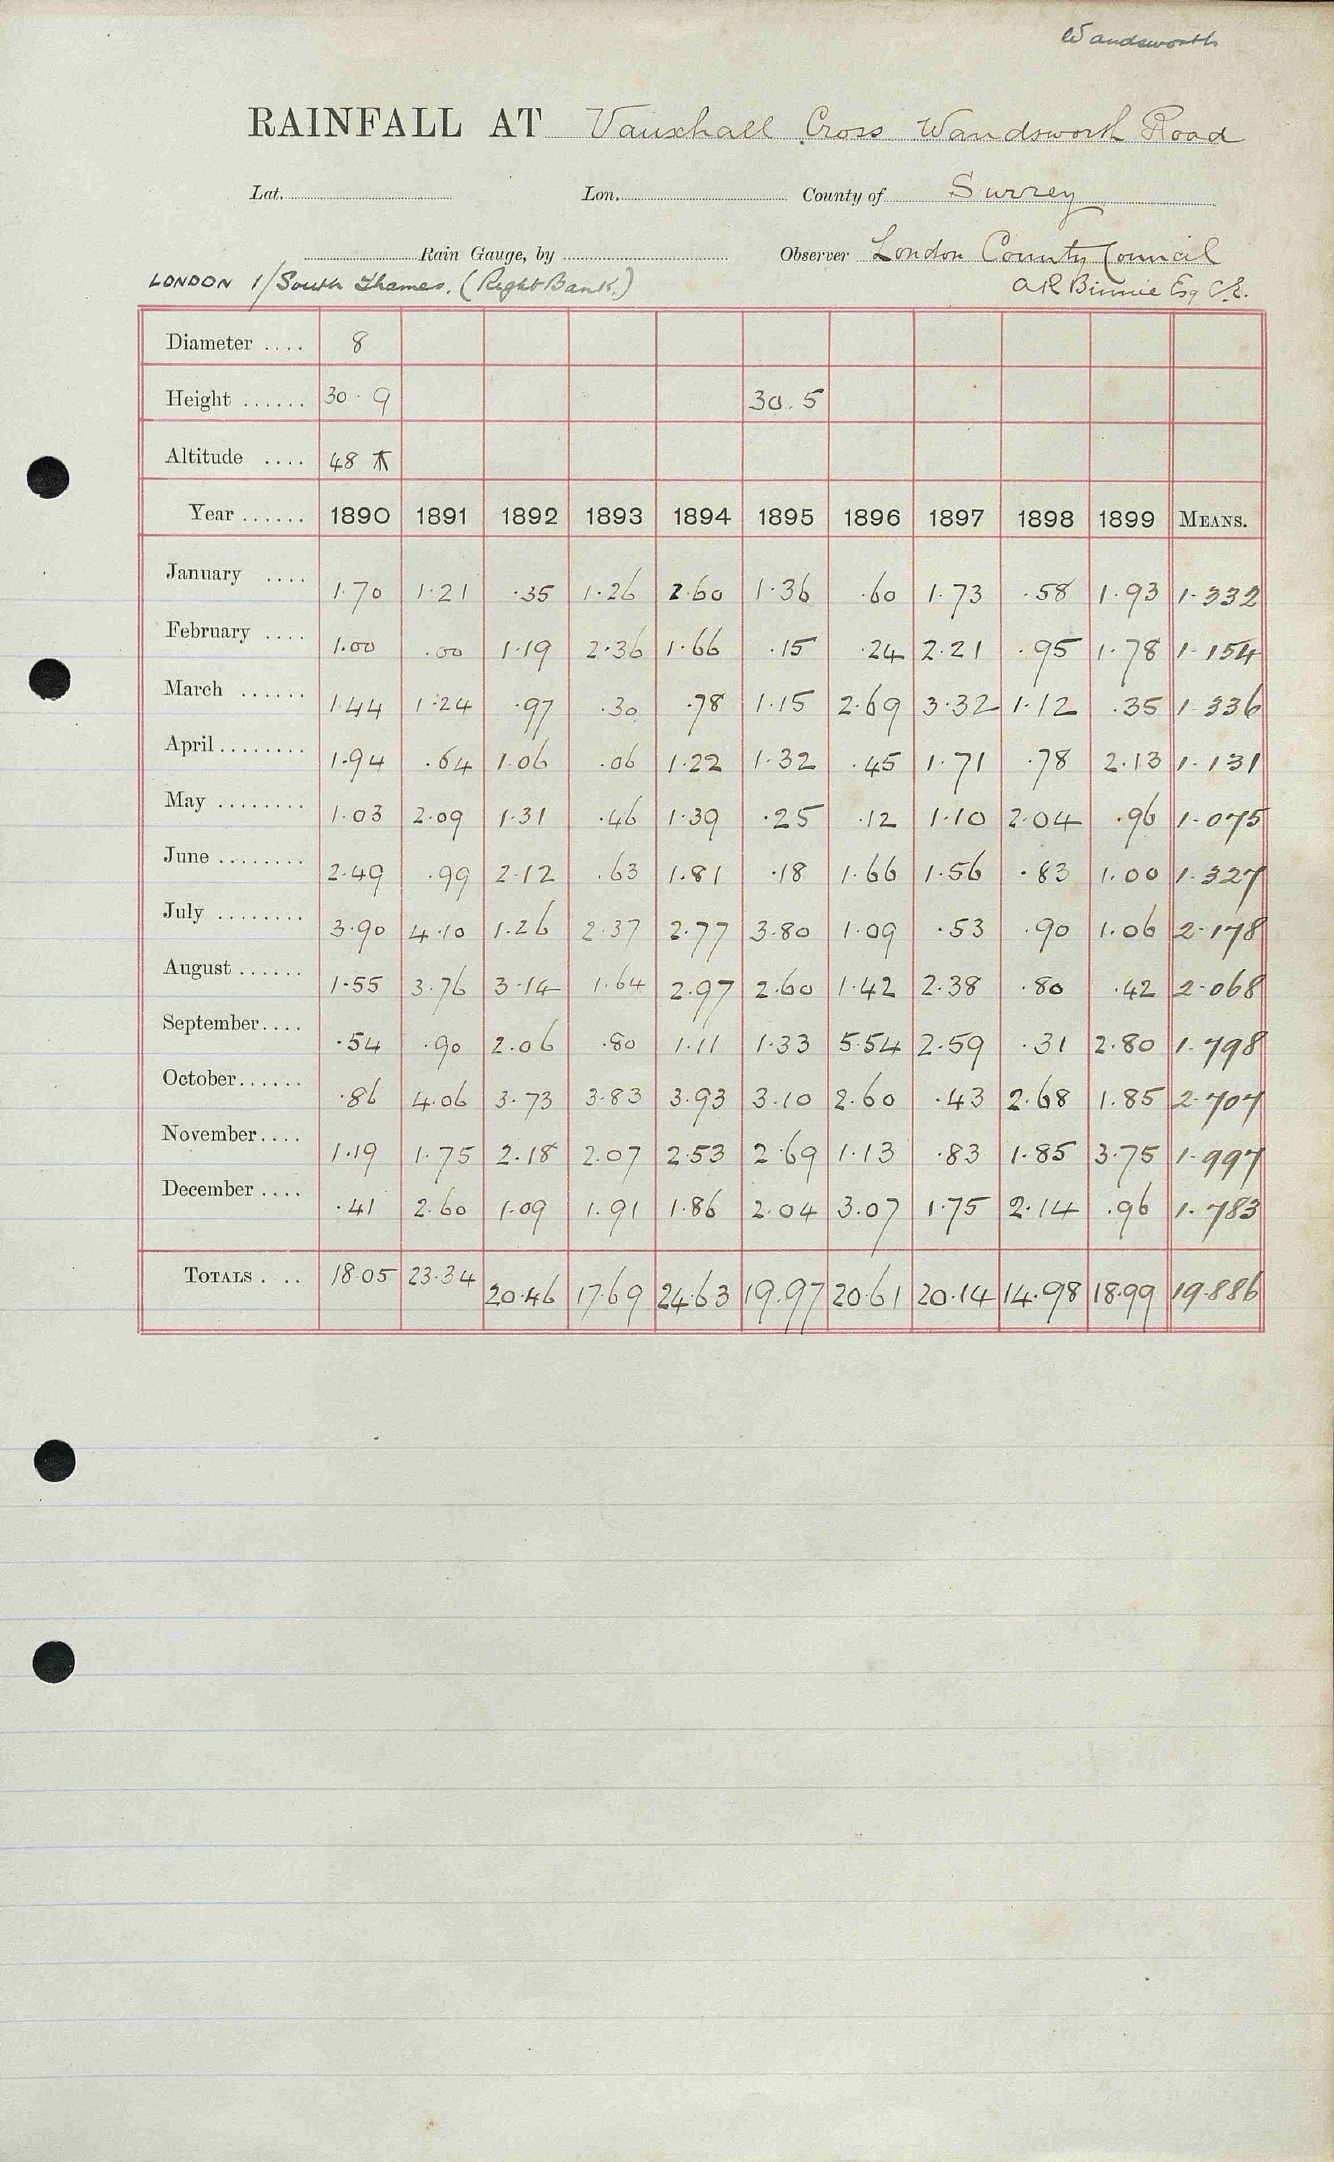 Wandsworth
RAINFALL AT Vauxhall Cross Wandsworth Road
Lat. Lon. County of Surrey
Rain Gauge, by Observer London County Council
LONDON 1/South Thames. (Right Bank.) A R Binnie Esq C.E.
Diameter .... 8
Height ...... 30. 9 30. 5
Altitude .... 48
Year ...... 1890 1891 1892 1893 1894 1895 1896 1897 1898 1899 MEANS.
January .... 1.70 1.21 .35 1.26 2.60 1.36 .60 1.73 .58 1.93 1.332
February .... 1.00 .00 1.19 2.36 1.66 .15 .24 2.21 .95 1.78 1.154
March ...... 1.44 1.24 .97 .30 .78 1.15 2.69 3.32 1.12 .35 1.336
April ........ 1.94 .64 1.06 .06 1.22 1.32 .45 1.71 .78 2.13 1.131
May ........ 1.03 2.09 1.31 .46 1.39 .25 .12 1.10 2.04 .96 1.075
June ........ 2.49 .99 2.12 .63 1.81 .18 1.66 1.56 .83 1.00 1.327
July ........ 3.90 4.10 1.26 2.37 2.77 3.80 1.09 .53 .90 1.06 2.178
August ...... 1.55 3.76 3.14 1.64 2.97 2.60 1.42 2.38 .80 .42 2.068
September.... .54 .90 2.06 .80 1.11 1.33 5.54 2.59 .31 2.80 1.798
October...... .86 4.06 3.73 3.83 3.93 3.10 2.60 .43 2.68 1.85 2.707
November.... 1.19 1.75 2.18 2.07 2.53 2.69 1.13 .83 1.85 3.75 1.997
December .... .41 2.60 1.09 1.91 1.86 2.04 3.07 1.75 2.14 .96 1.783
TOTALS . .. 18.05 23.34 20.46 17.69 24.63 19.97 20.61 20.14 14.98 18.99 19.886